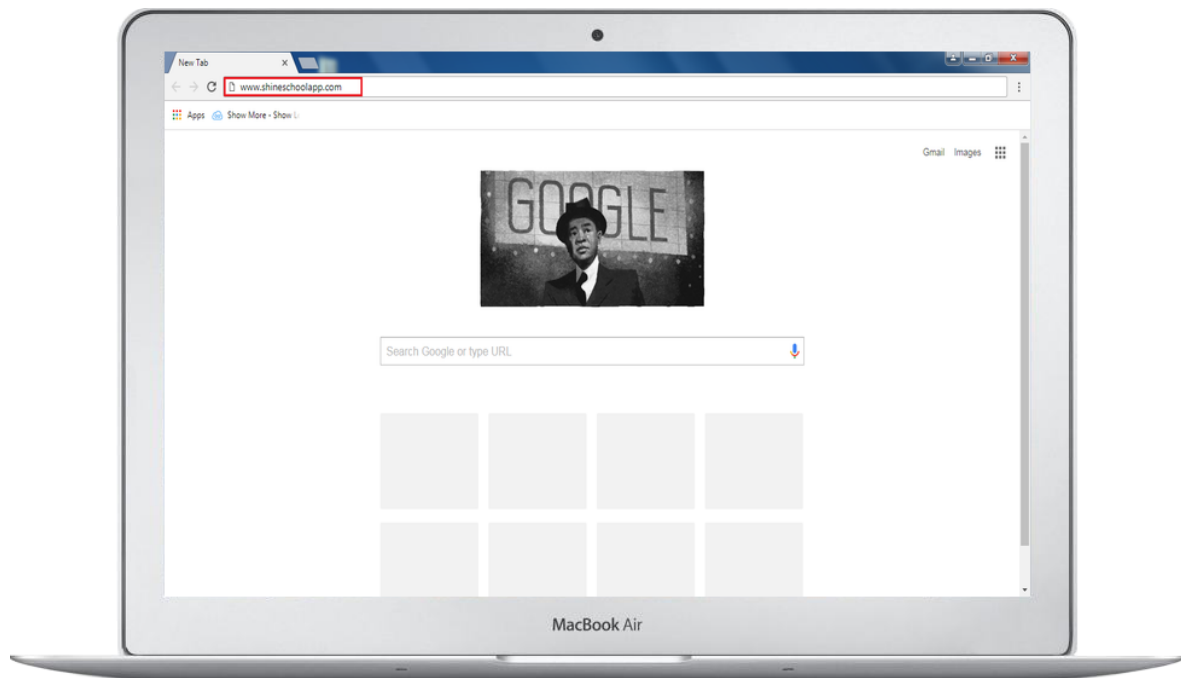 New Tab
www.shineschoolapp.com
Apps Show More - Show L
Gmail Images
GOOGLE
Search Google or type URL
MacBook Air